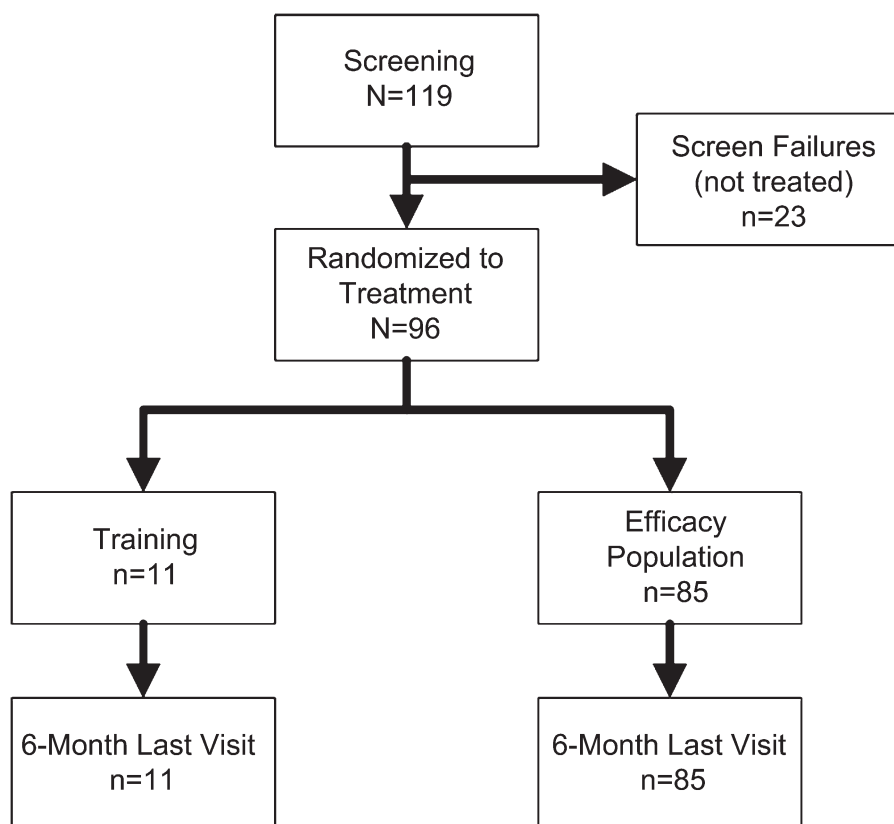 Screening
N=119
Screen Failures
(not treated)
n=23
Randomized to
Treatment
N=96
Training
n=11
Efficacy
Population
n=85
6-Month Last Visit
n=11
6-Month Last Visit
n=85